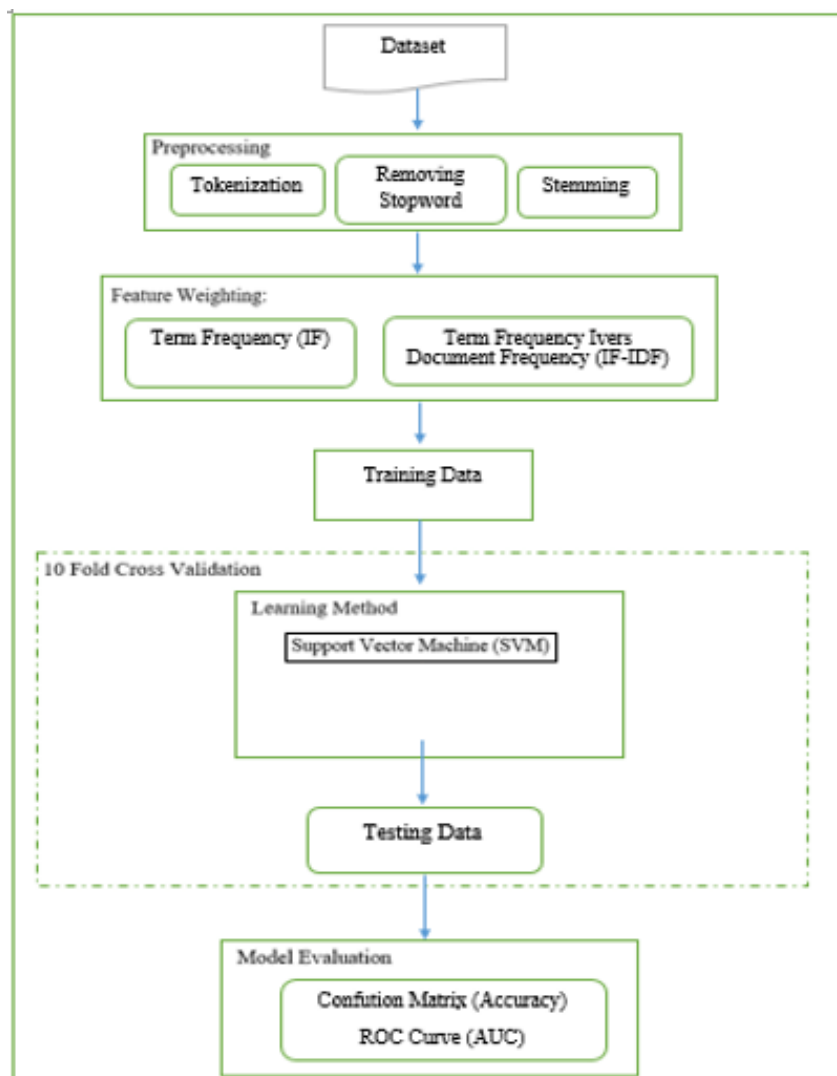 Dataset
Preprocessing
Tokenization
Removing
Stopword
Stemming
Feature Weighting:
Term Frequency (IF)
Term Frequency Ivers
Document Frequency (IF-IDF)
Training Data
10 Fold Cross Validation
Learning Method
Support Vector Machine (SVM)
Testing Data
Model Evaluation
Confution Matrix (Accuracy)
ROC Curve (AUC)